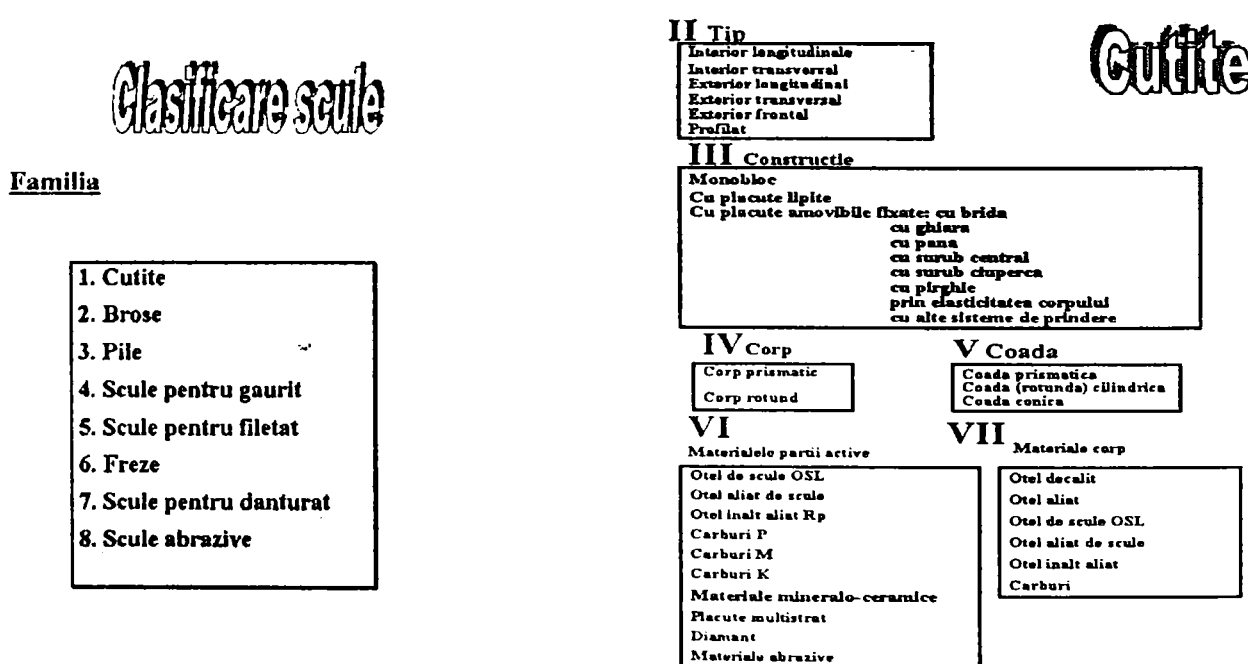 Clasificare scule
Familia
1. Cutite
2. Brose
3. Pile
4. Scule pentru gaurit
5. Scule pentru filetat
6. Freze
7. Scule pentru danturat
8. Scule abrazive
Cutite
II Tip
Interior longitudinale
Interior transversal
Exterior longitudinal
Exterior transversal
Exterior frontal
Profilat
III Constructie
Monobloc
Cu placute lipite
Cu placute amovibile fixate: cu brida
cu ghiara
cu pana
cu surub central
cu surub ciuperca
cu pirghie
prin elasticitatea corpului
cu alte sisteme de prindere
IV Corp
Corp prismatic
Corp rotund
V Coada
Coada prismatica
Coada (rotunda) cilindrica
Coada conica
VI
Materialele partii active
Otel de scule OSL
Otel aliat de scule
Otel inalt aliat Rp
Carburi P
Carburi M
Carburi K
Materiale mineralo-ceramice
Placute multistrat
Diamant
Materiale abrazive
VII
Materiale corp
Otel decalit
Otel aliat
Otel de scule OSL
Otel aliat de scule
Otel inalt aliat
Carburi